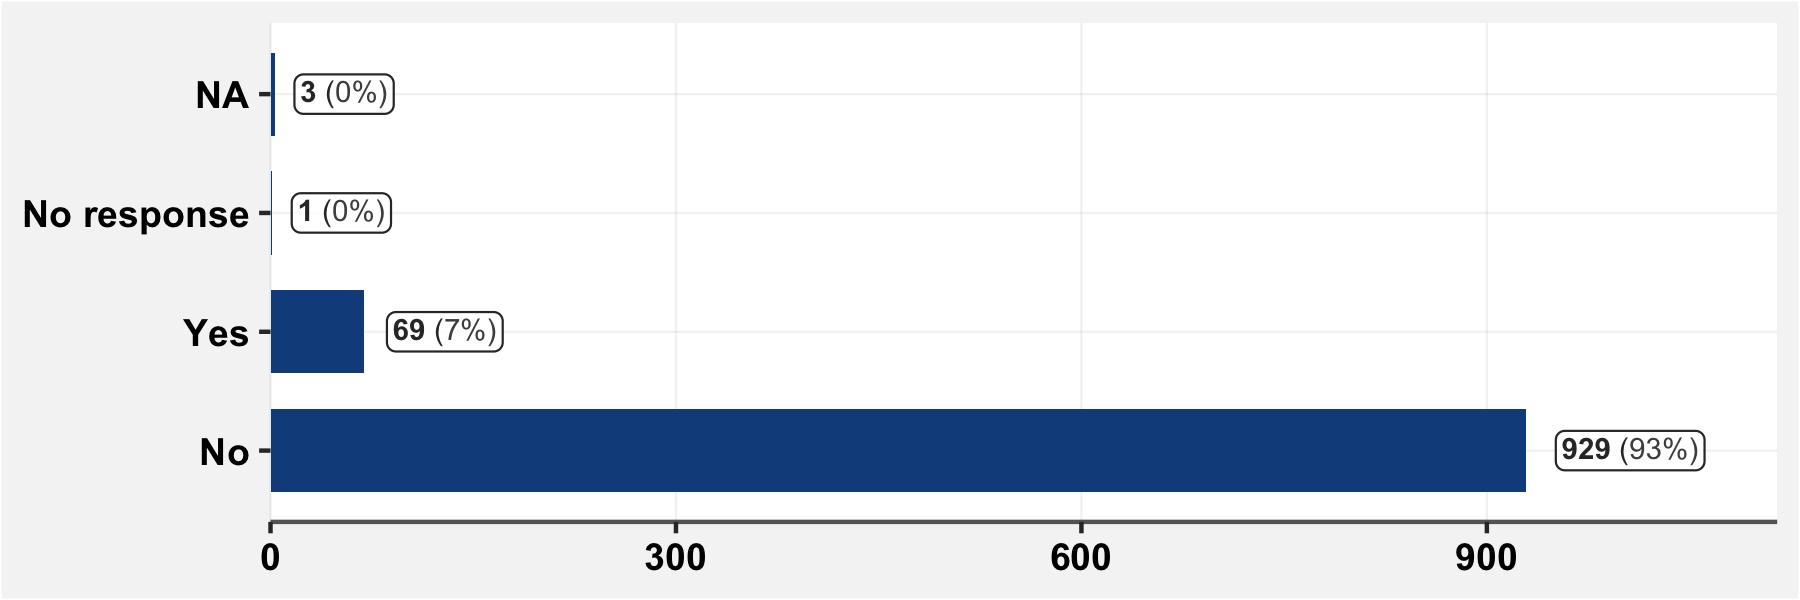 NA 3 (0%)
No response 1 (0%)
Yes 69 (7%)
No 929 (93%)
0 300 600 900